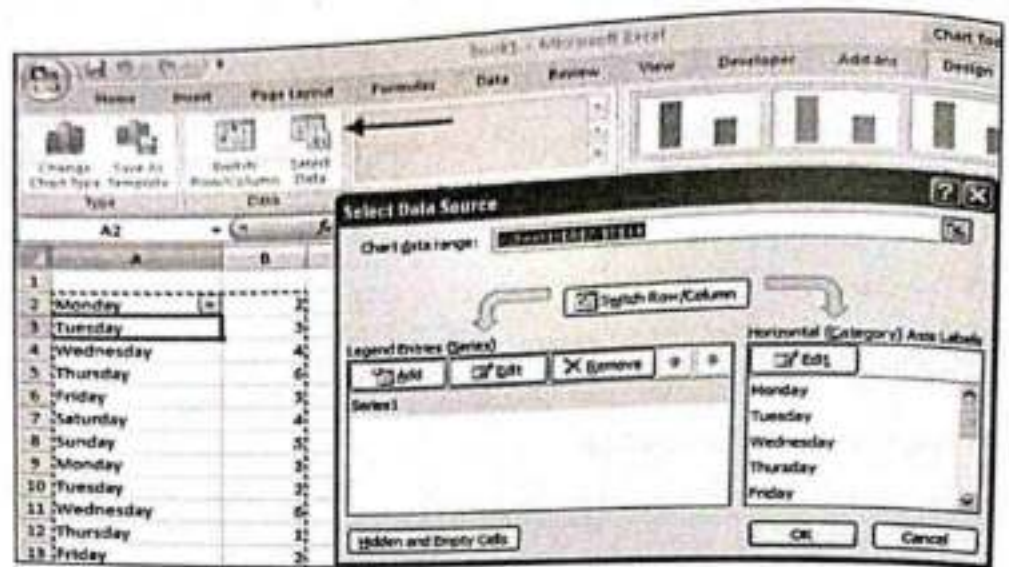 Book1 - Microsoft Excel
Chart Too
Home Insert Page Layout Formulas Data Review View Developer Add-Ins Design
Change Chart Type
Save As Template
Switch Row/Column
Select Data
Type
Data
A2
Select Data Source
Chart data range:
Switch Row/Column
Legend Entries (Series)
Add Edit Remove
Series1
Horizontal (Category) Axis Labels
Edit
Monday
Tuesday
Wednesday
Thursday
Friday
Hidden and Empty Cells
OK Cancel
A B
1
2 Monday
3 Tuesday
4 Wednesday
5 Thursday
6 Friday
7 Saturday
8 Sunday
9 Monday
10 Tuesday
11 Wednesday
12 Thursday
13 Friday